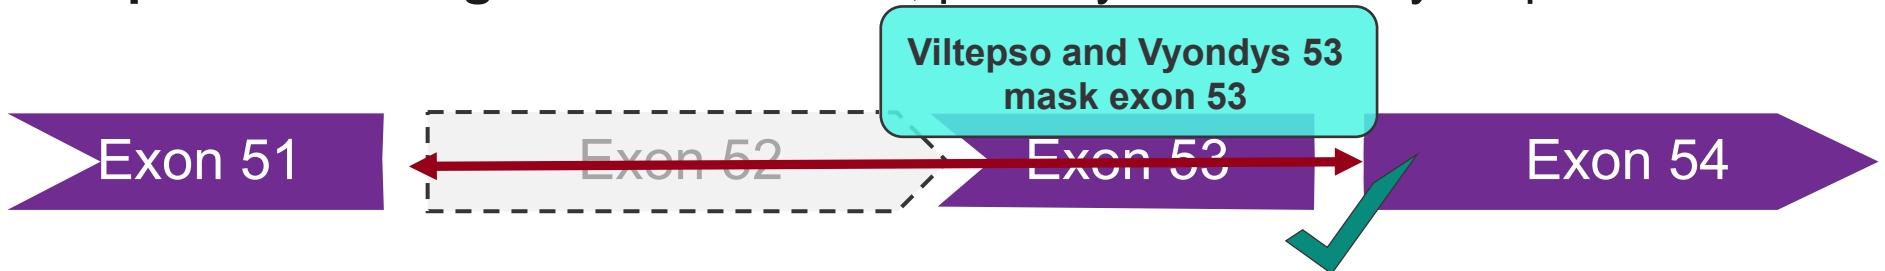 Viltepso and Vyondys 53
mask exon 53
Exon 51
Exon 52
Exon 53
Exon 54